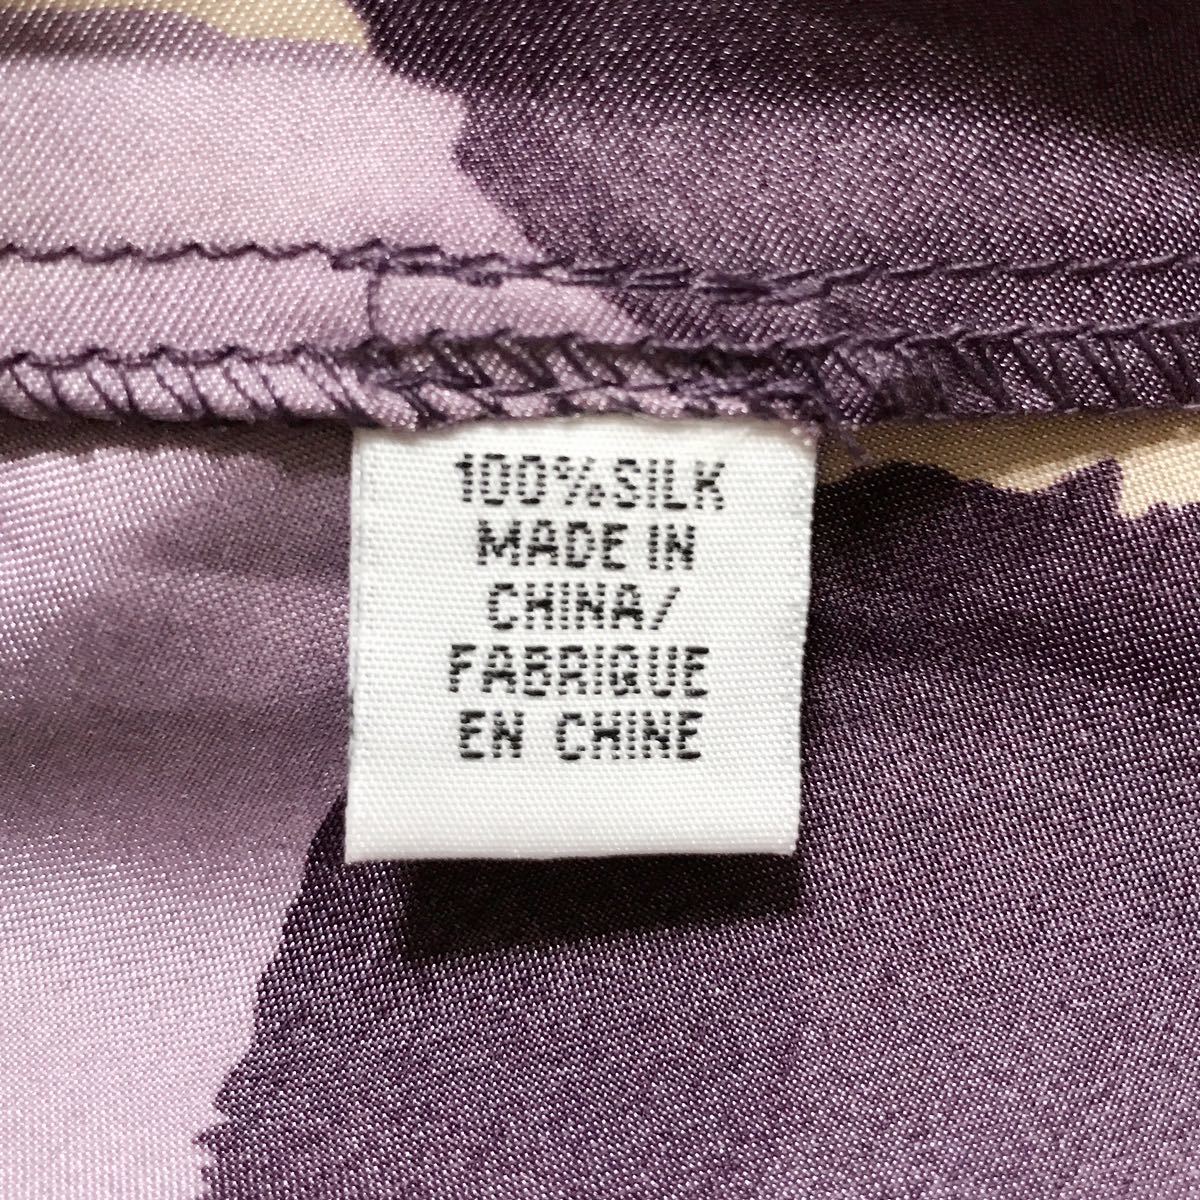 100%SILK
MADE IN
CHINA/
FABRIQUE
EN CHINE